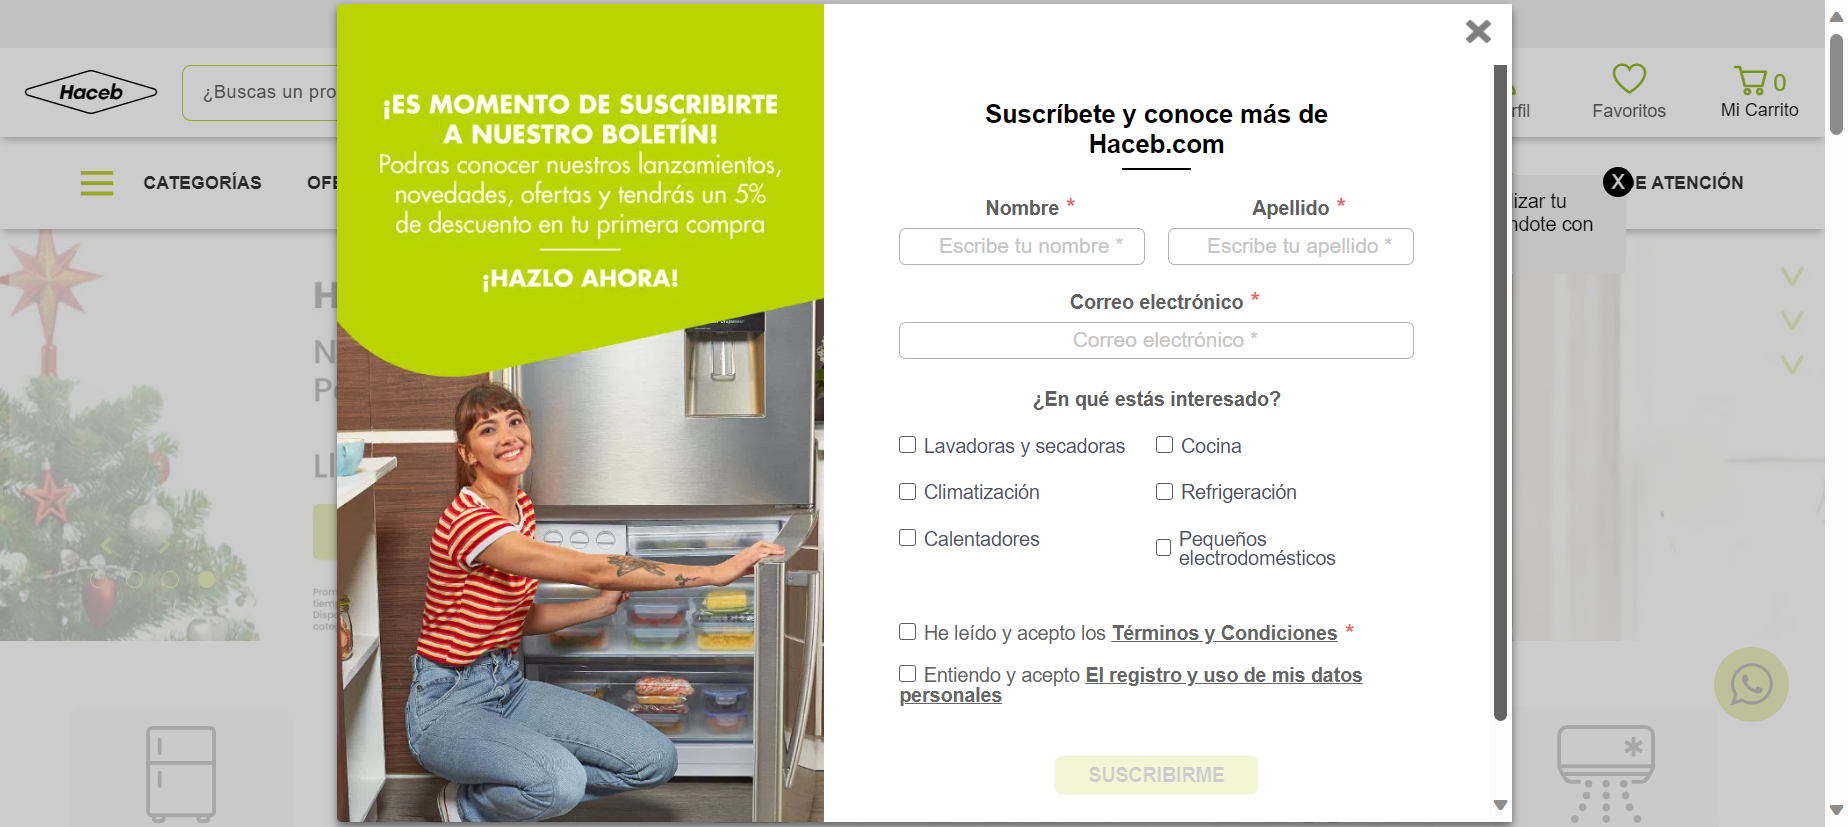 Haceb
¿Buscas un pro
rfil
Favoritos
0
Mi Carrito
CATEGORÍAS
OFE
X
E ATENCIÓN
izar tu
ndote con
¡ES MOMENTO DE SUSCRIBIRTE
A NUESTRO BOLETÍN!
Podras conocer nuestros lanzamientos,
novedades, ofertas y tendrás un 5%
de descuento en tu primera compra
¡HAZLO AHORA!
Suscríbete y conoce más de
Haceb.com
Nombre *
Apellido *
Escribe tu nombre *
Escribe tu apellido *
Correo electrónico *
Correo electrónico *
¿En qué estás interesado?
Lavadoras y secadoras
Cocina
Climatización
Refrigeración
Calentadores
Pequeños
electrodomésticos
He leído y acepto los Términos y Condiciones *
Entiendo y acepto El registro y uso de mis datos
personales
SUSCRIBIRME